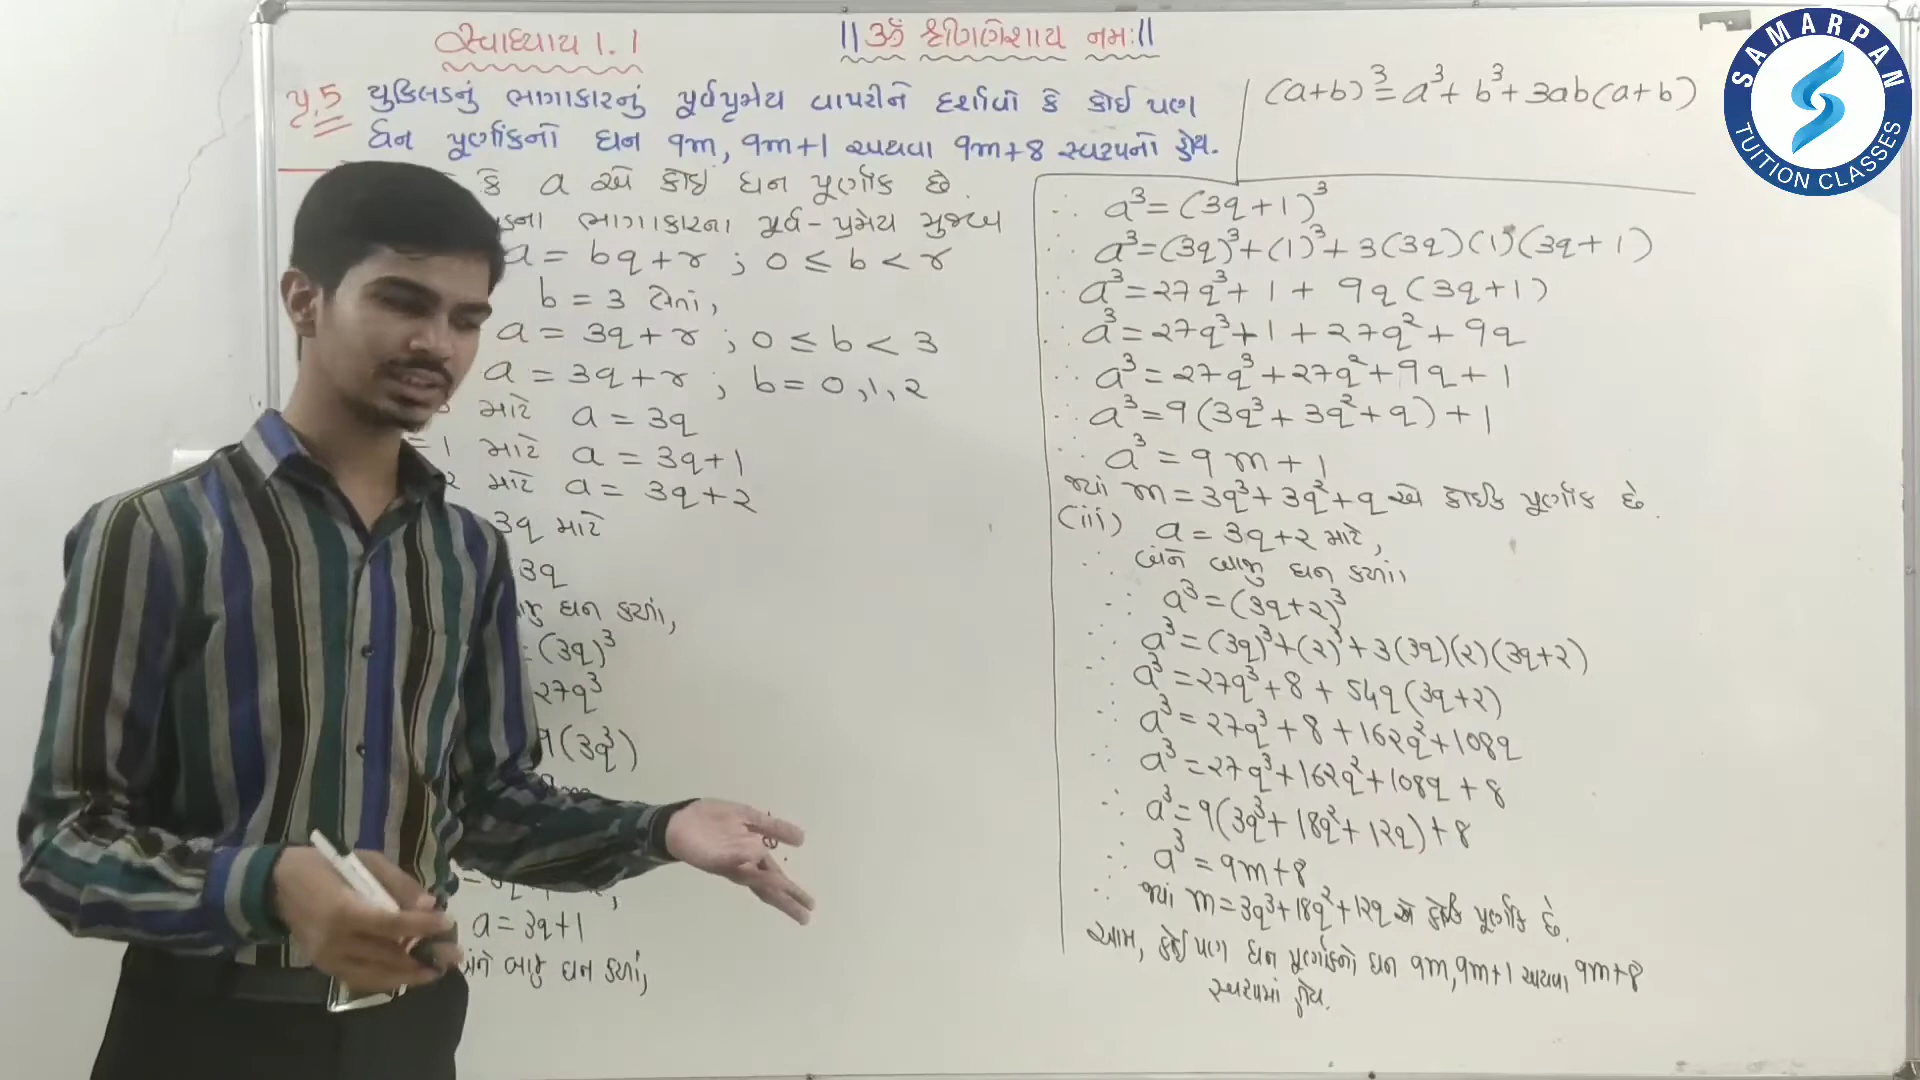 સ્વાધ્યાય 1.1
||ૐ શ્રીગણેશાય નમઃ||
પ્ર.5 યુક્લિડનું ભાગાકારનું પૂર્વપ્રમેય વાપરીને દર્શાવો કે કોઈ પણ
ધન પૂર્ણાંકનો ઘન 9m, 9m+1 અથવા 9m+8 સ્વરૂપનો હોય.
(a+b)³=a³+b³+3ab(a+b)
SAMARPAN
TUITION CLASSES
કે a એ કોઈ ધન પૂર્ણાંક છે.
ભાગાકારના પૂર્વ-પ્રમેય મુજબ
a = bq+r ; 0 ≤ b < r
b = 3 લેતાં,
a = 3q+r ; 0 ≤ b < 3
a = 3q+r ; b = 0,1,2
માટે a = 3q
=1 માટે a = 3q+1
2 માટે a = 3q+2
3q માટે
3q
ઘન કરતાં,
=(3q)³
27q³
9(3q³)
a = 3q+1
બંને બાજુ ઘન કરતાં,
∴ a³=(3q+1)³
∴ a³=(3q)³+(1)³+3(3q)(1)(3q+1)
∴ a³=27q³+1+ 9q(3q+1)
∴ a³=27q³+1+27q²+9q
∴ a³=27q³+27q²+9q+1
∴ a³=9(3q³+3q²+q)+1
∴ a³=9m+1
જ્યાં m=3q³+3q²+q એ કોઈક પૂર્ણાંક છે.
(iii) a=3q+2 માટે,
∴ બંને બાજુ ઘન કરતાં
∴ a³=(3q+2)³
∴ a³=(3q)³+(2)³+3(3q)(2)(3q+2)
∴ a³=27q³+8+54q(3q+2)
∴ a³=27q³+8+162q²+108q
∴ a³=27q³+162q²+108q+8
∴ a³=9(3q³+18q²+12q)+8
∴ a³=9m+8
∴ જ્યાં m=3q³+18q²+12q એ કોઈક પૂર્ણાંક છે.
આમ, કોઈપણ ધન પૂર્ણાંકનો ઘન 9m,9m+1 અથવા 9m+8
સ્વરૂપમાં હોય.